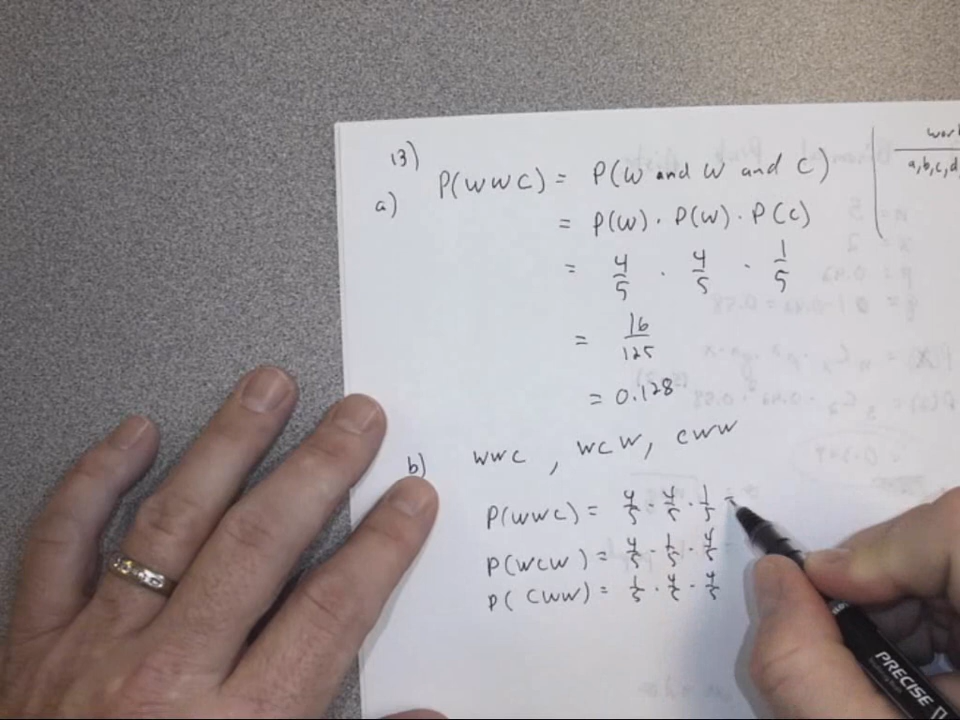 13)
a) P(WWC) = P(W and W and C)
= P(W) · P(W) · P(C)
= 4/5 · 4/5 · 1/5
= 16/125
= 0.128
b) WWC , WCW, CWW
P(WWC) = 4/5 · 4/5 · 1/5 =
P(WCW) = 4/5 · 1/5 · 4/5
P(CWW) = 1/5 · 4/5 · 4/5
a,b,c,d,
PRECISE